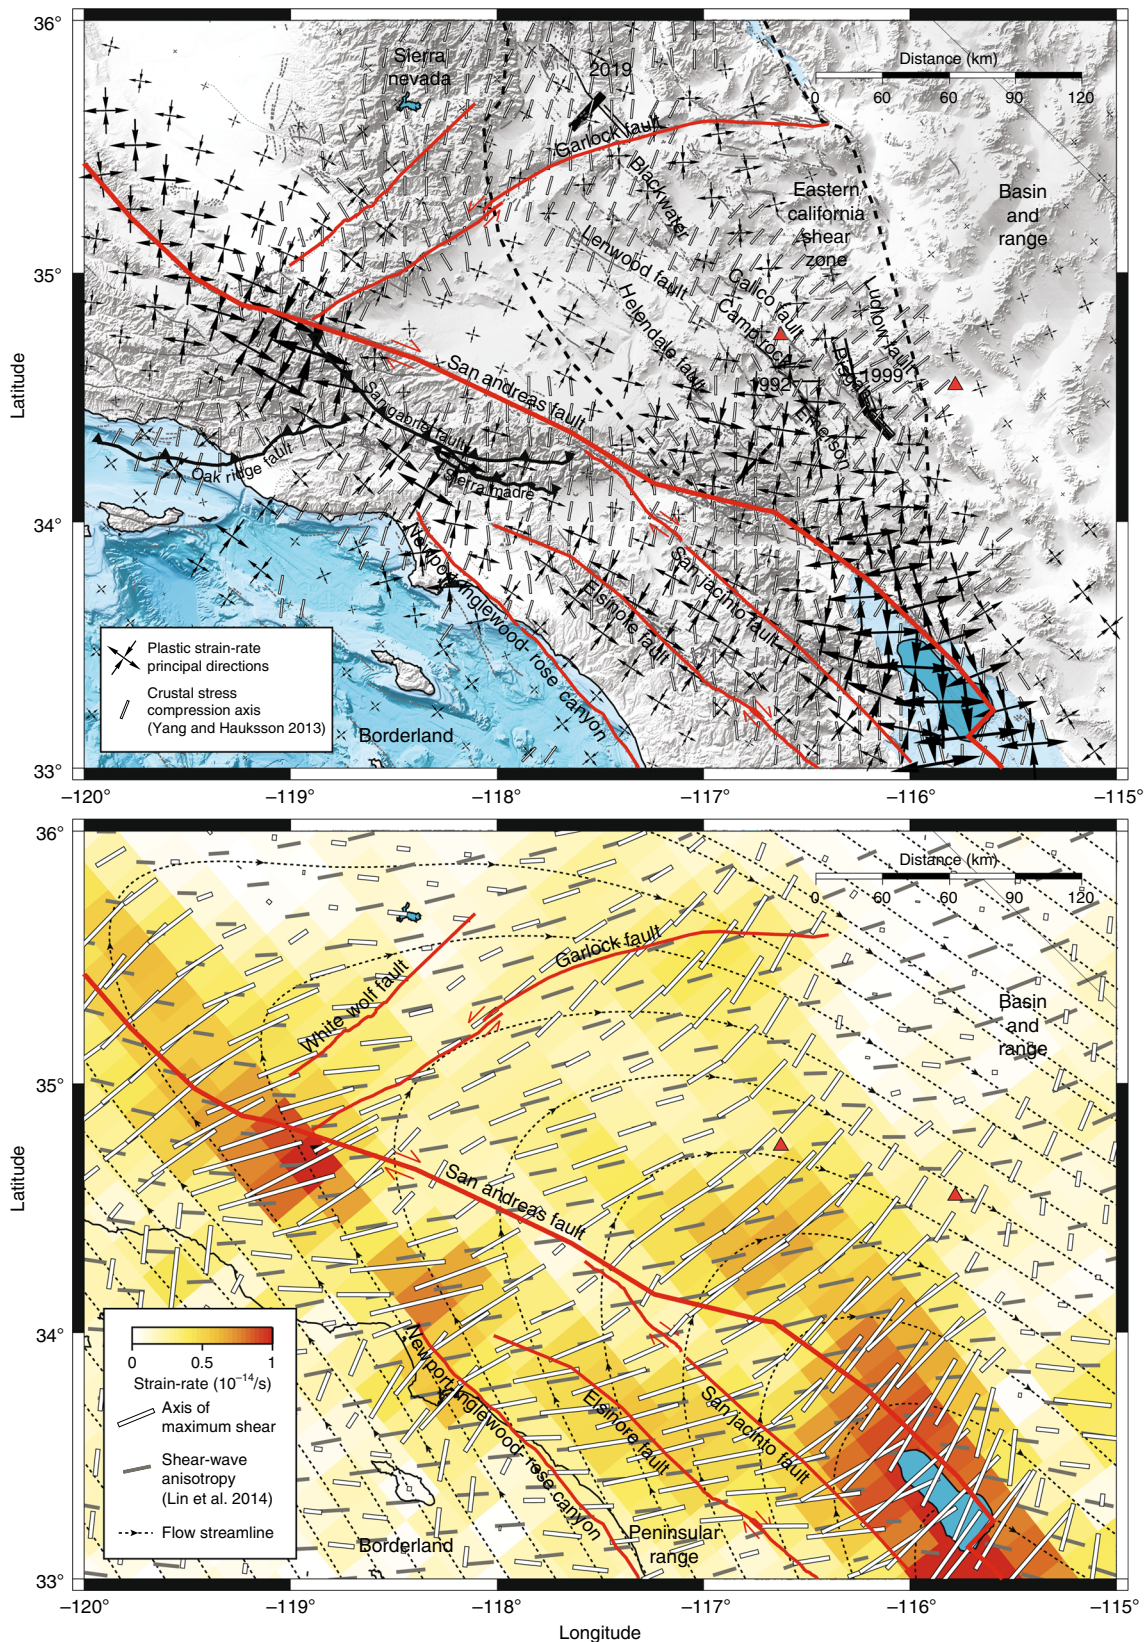 36°
35°
34°
33°
Latitude
−120
−119
−118
−117
−116
−115°
Sierra
nevada
2019
Distance (km)
0
60
60
90
120
Garlock fault
Blackwater
Eastern
california
shear
zone
Basin
and
range
Lenwood fault
Calico fault
Helendale fault
Camp rock
Ludlow fault
Pisgah
1992
1999
Emerson
San andreas fault
San gabriel fault
Oak ridge fault
Sierra madre
Newport-inglewood- rose canyon
Elsinore fault
San jacinto fault
Plastic strain-rate
principal directions
Crustal stress
compression axis
(Yang and Hauksson 2013)
Borderland
36°
35°
34°
33°
Latitude
Distance (km)
0
60
60
90
120
Garlock fault
White wolf fault
Basin
and
range
San andreas fault
Newport-inglewood- rose canyon
Elsinore fault
San jacinto fault
0
0.5
1
Strain-rate (10⁻¹⁴/s)
Axis of
maximum shear
Shear-wave
anisotropy
(Lin et al. 2014)
Flow streamline
Borderland
Peninsular
range
−120
−119
−118
−117
−116
−115°
Longitude